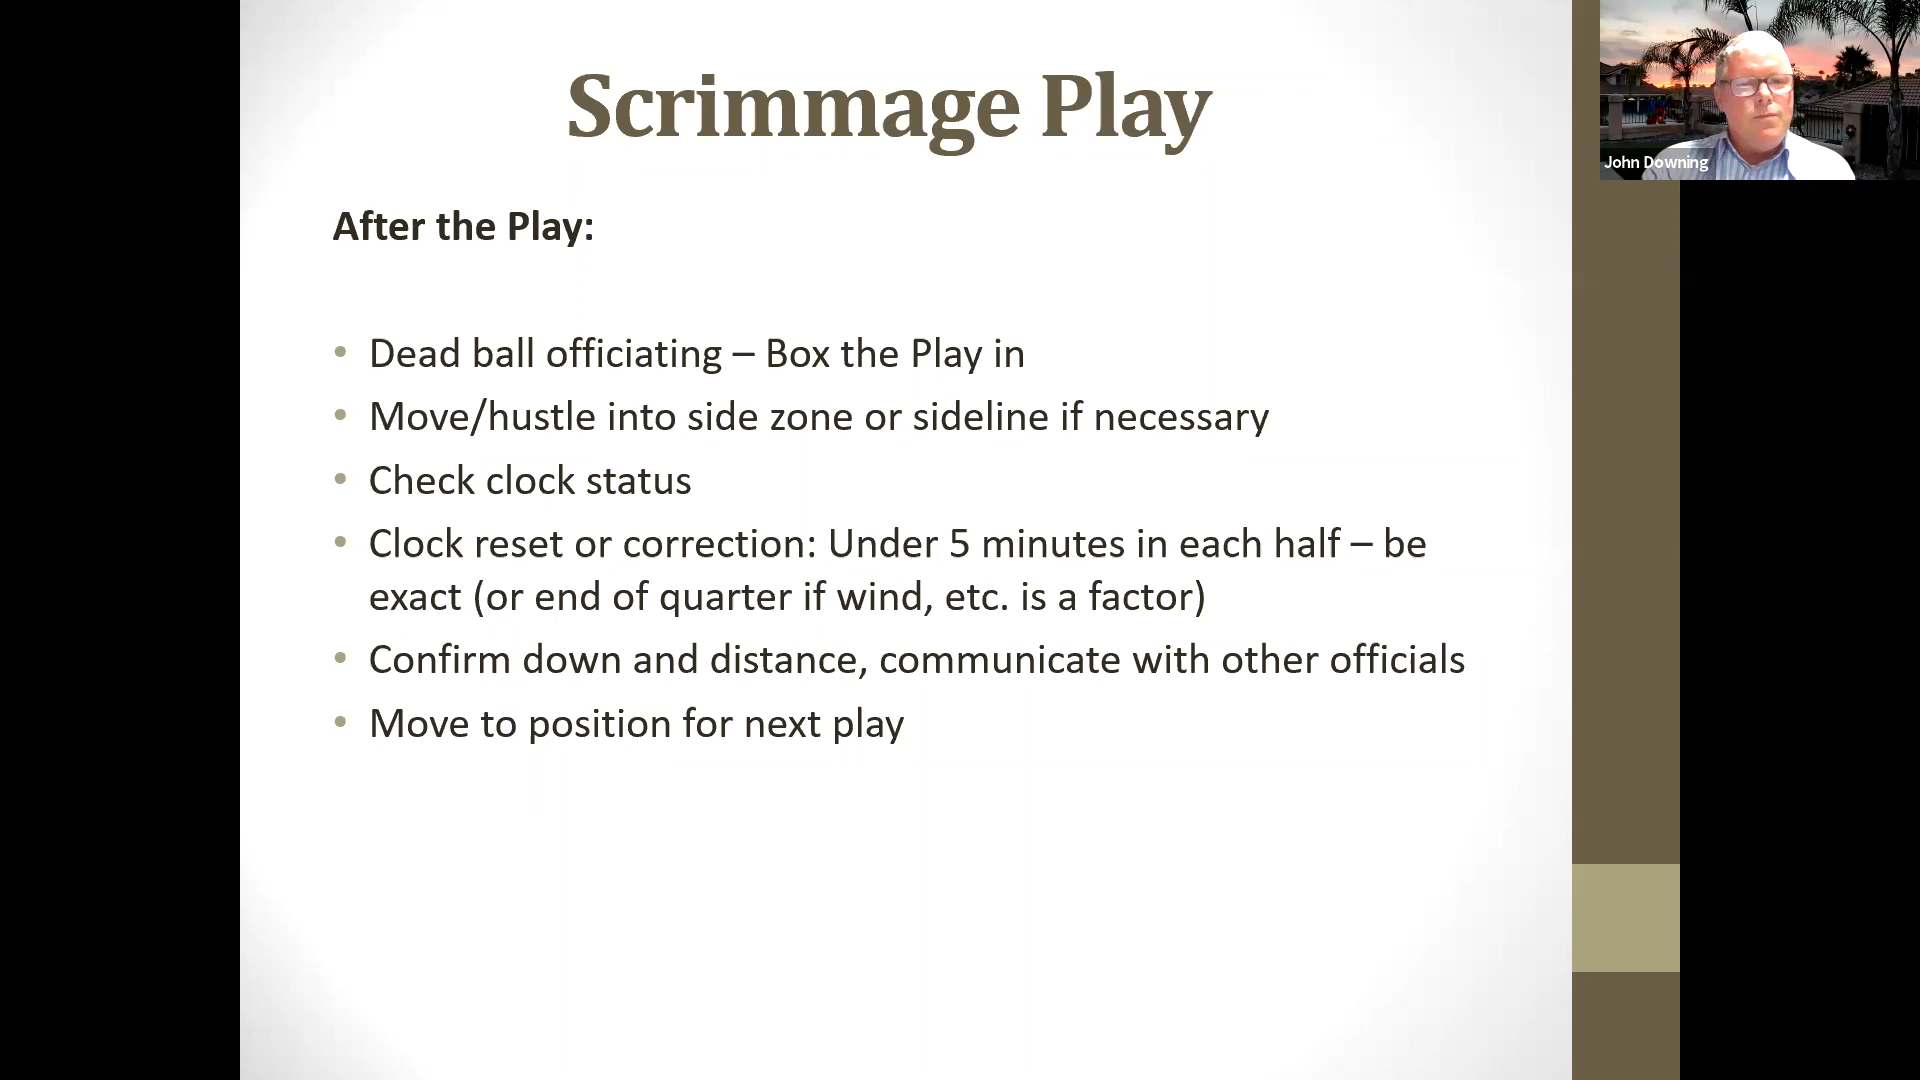 Scrimmage Play
John Downing
After the Play:
• Dead ball officiating – Box the Play in
• Move/hustle into side zone or sideline if necessary
• Check clock status
• Clock reset or correction: Under 5 minutes in each half – be
exact (or end of quarter if wind, etc. is a factor)
• Confirm down and distance, communicate with other officials
• Move to position for next play